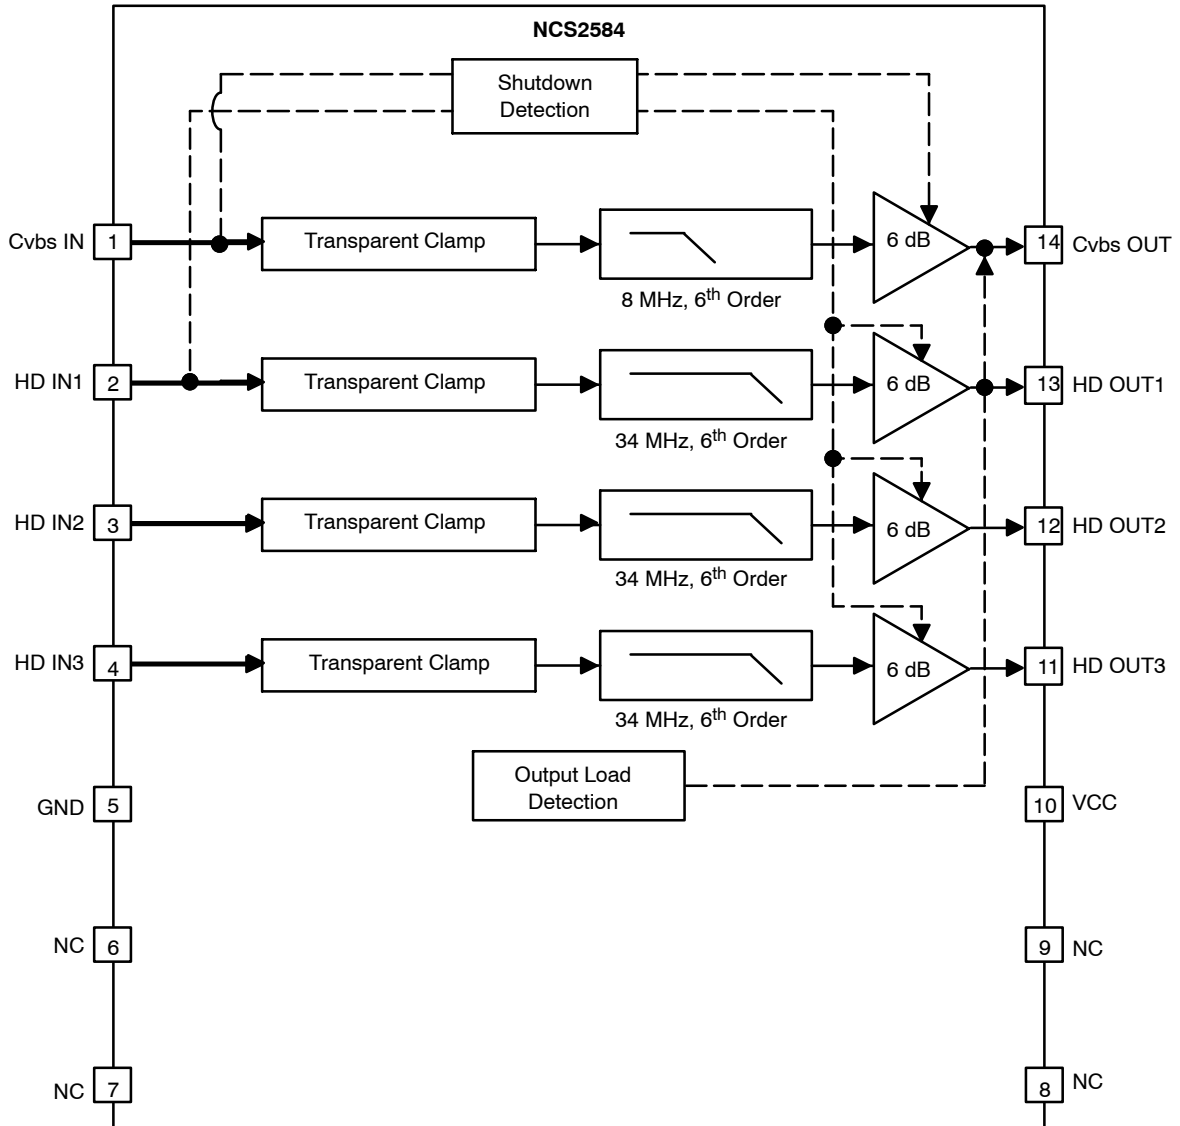 NCS2584
Shutdown
Detection
Cvbs IN 1
Transparent Clamp
6 dB
14 Cvbs OUT
8 MHz, 6th Order
HD IN1 2
Transparent Clamp
6 dB
13 HD OUT1
34 MHz, 6th Order
HD IN2 3
Transparent Clamp
6 dB
12 HD OUT2
34 MHz, 6th Order
HD IN3 4
Transparent Clamp
6 dB
11 HD OUT3
34 MHz, 6th Order
Output Load
Detection
GND 5
10 VCC
NC 6
9 NC
NC 7
8 NC